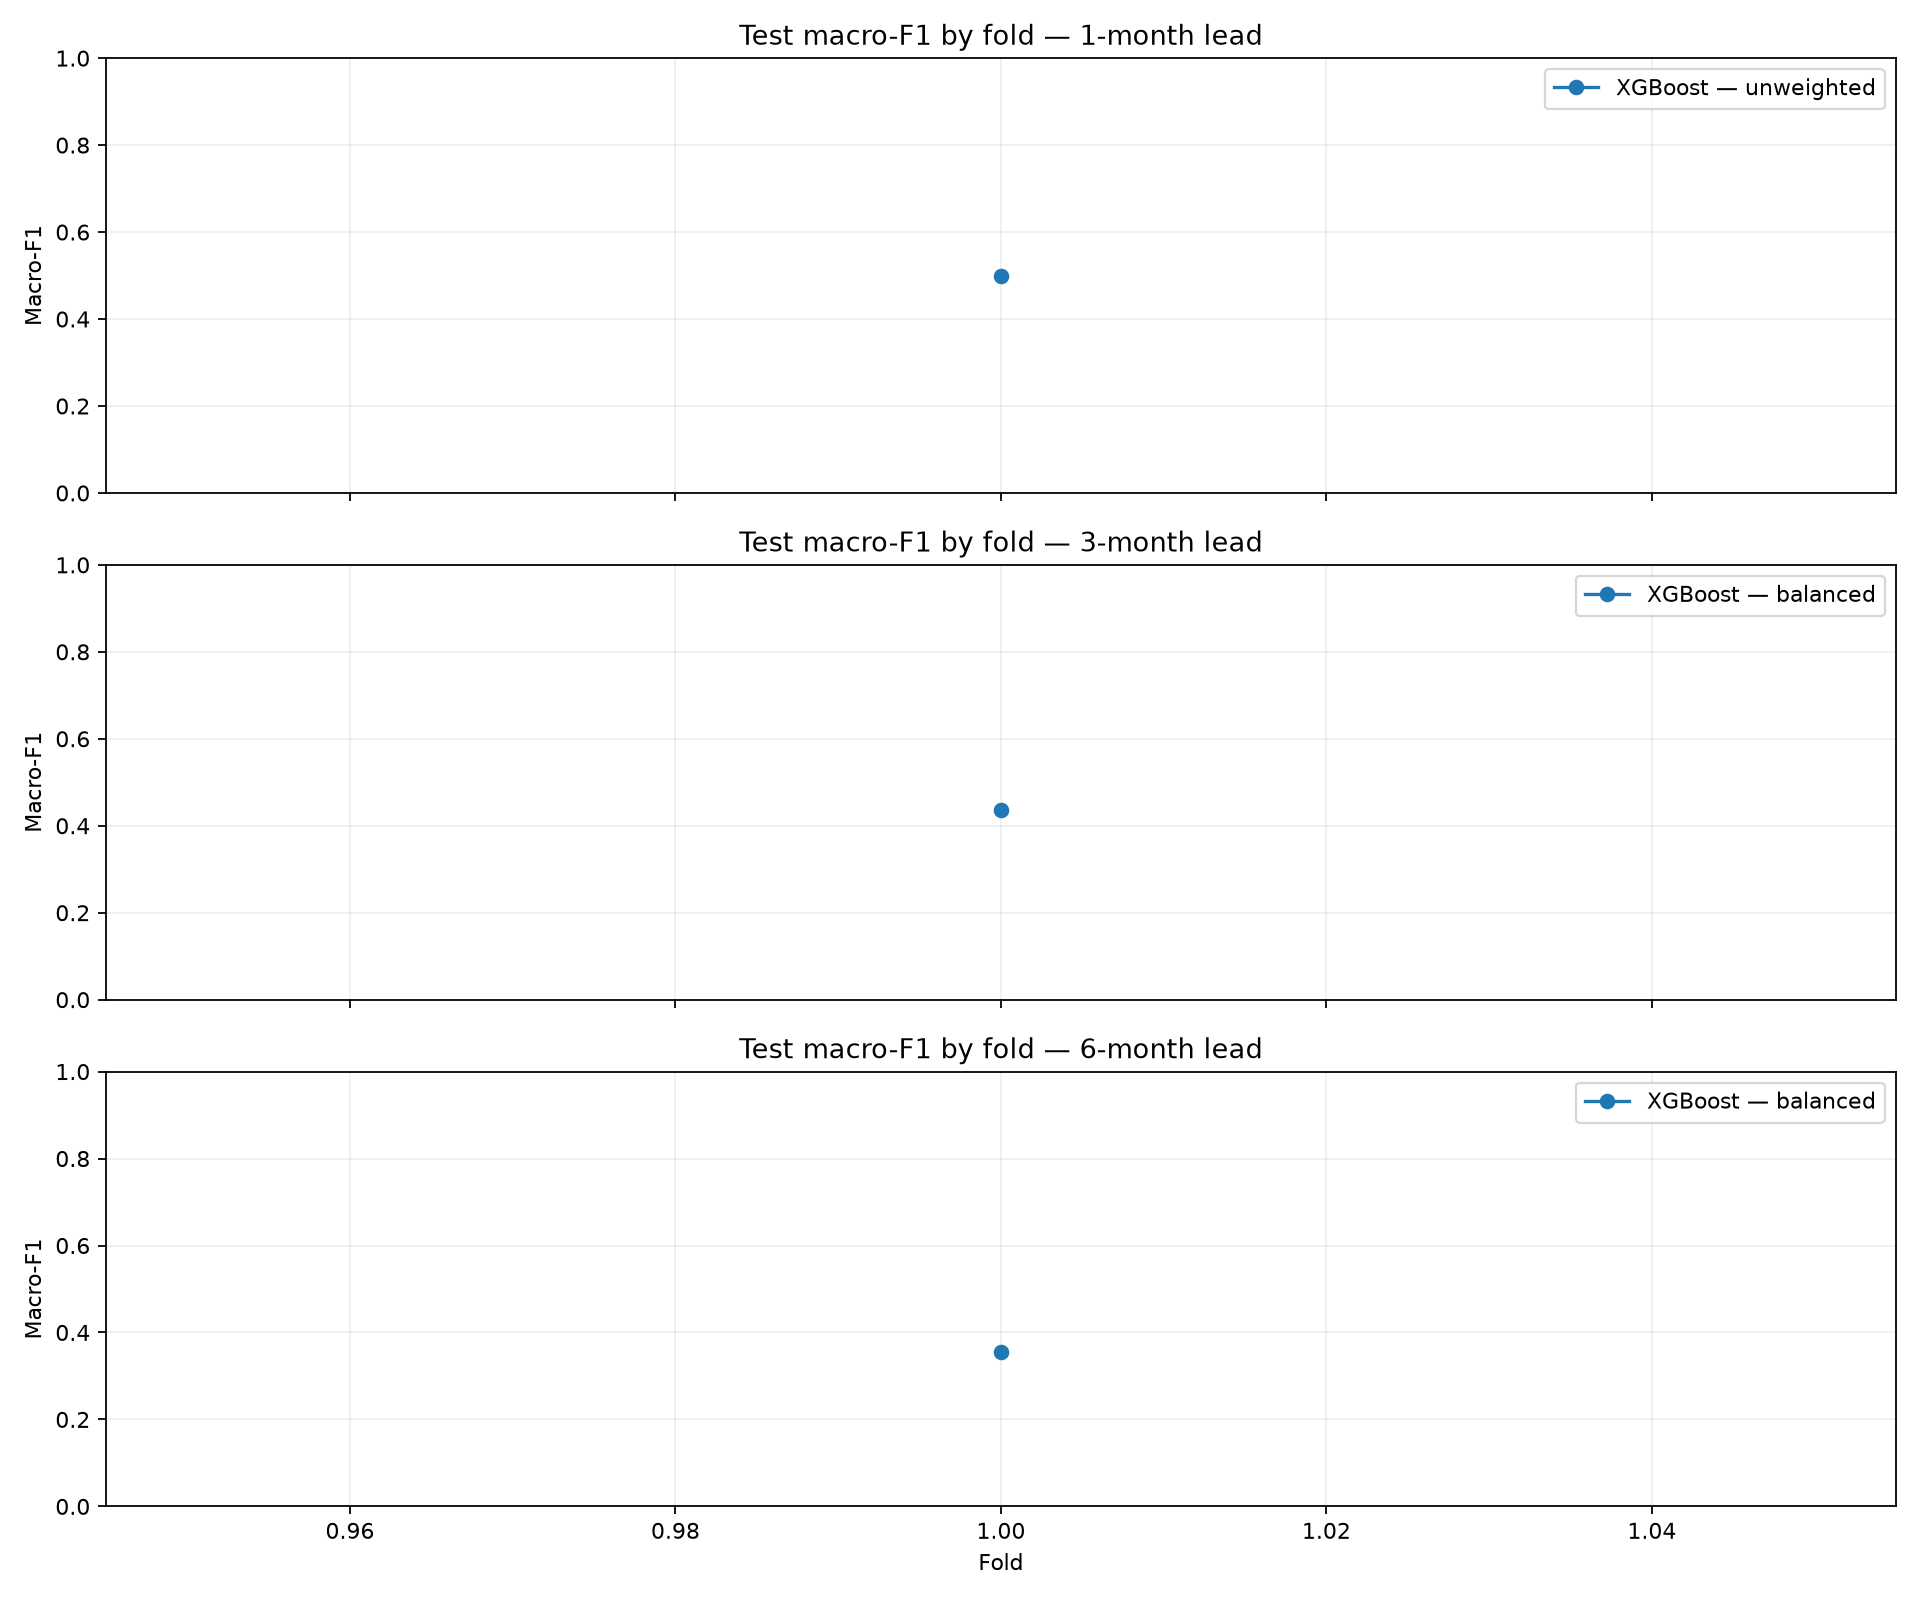 Test macro-F1 by fold — 1-month lead
1.0
0.8
0.6
0.4
0.2
0.0
Macro-F1
XGBoost — unweighted
Test macro-F1 by fold — 3-month lead
1.0
0.8
0.6
0.4
0.2
0.0
Macro-F1
XGBoost — balanced
Test macro-F1 by fold — 6-month lead
1.0
0.8
0.6
0.4
0.2
0.0
Macro-F1
XGBoost — balanced
0.96 0.98 1.00 1.02 1.04
Fold